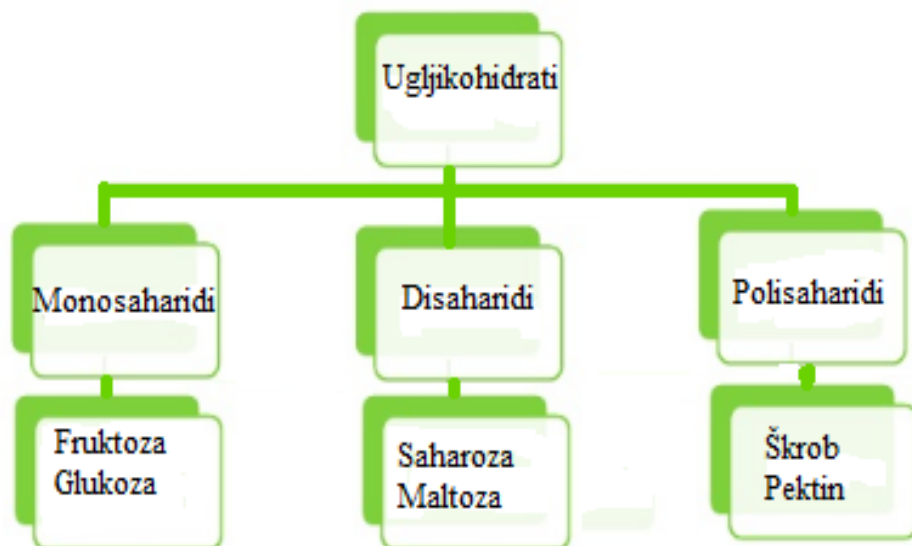 Ugljikohidrati
Monosaharidi
Disaharidi
Polisaharidi
Fruktoza
Glukoza
Saharoza
Maltoza
Škrob
Pektin